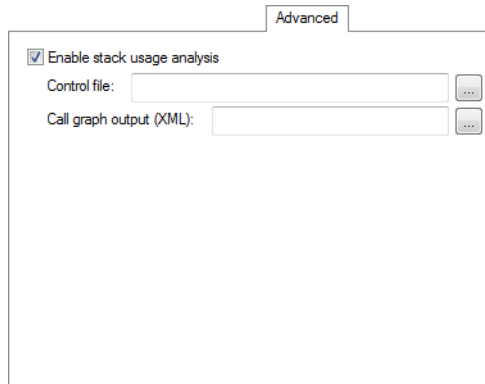 Advanced
Enable stack usage analysis
Control file:
...
Call graph output (XML):
...